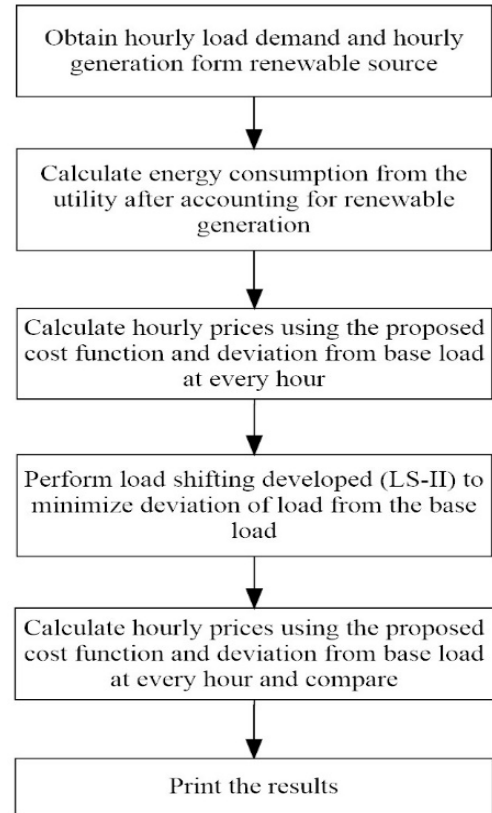 Obtain hourly load demand and hourly
generation form renewable source
Calculate energy consumption from the
utility after accounting for renewable
generation
Calculate hourly prices using the proposed
cost function and deviation from base load
at every hour
Perform load shifting developed (LS-II) to
minimize deviation of load from the base
load
Calculate hourly prices using the proposed
cost function and deviation from base load
at every hour and compare
Print the results